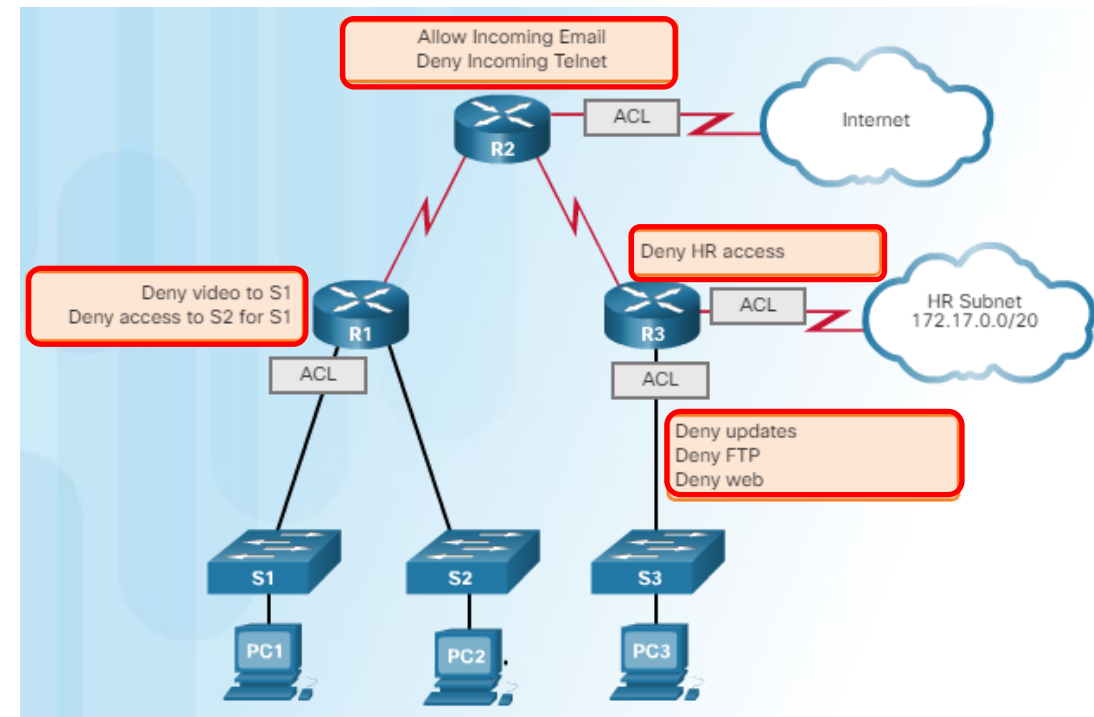 Allow Incoming Email
Deny Incoming Telnet
ACL
Internet
R2
Deny HR access
Deny video to S1
Deny access to S2 for S1
R1
R3
ACL
HR Subnet
172.17.0.0/20
ACL
ACL
Deny updates
Deny FTP
Deny web
S1
S2
S3
PC1
PC2
PC3